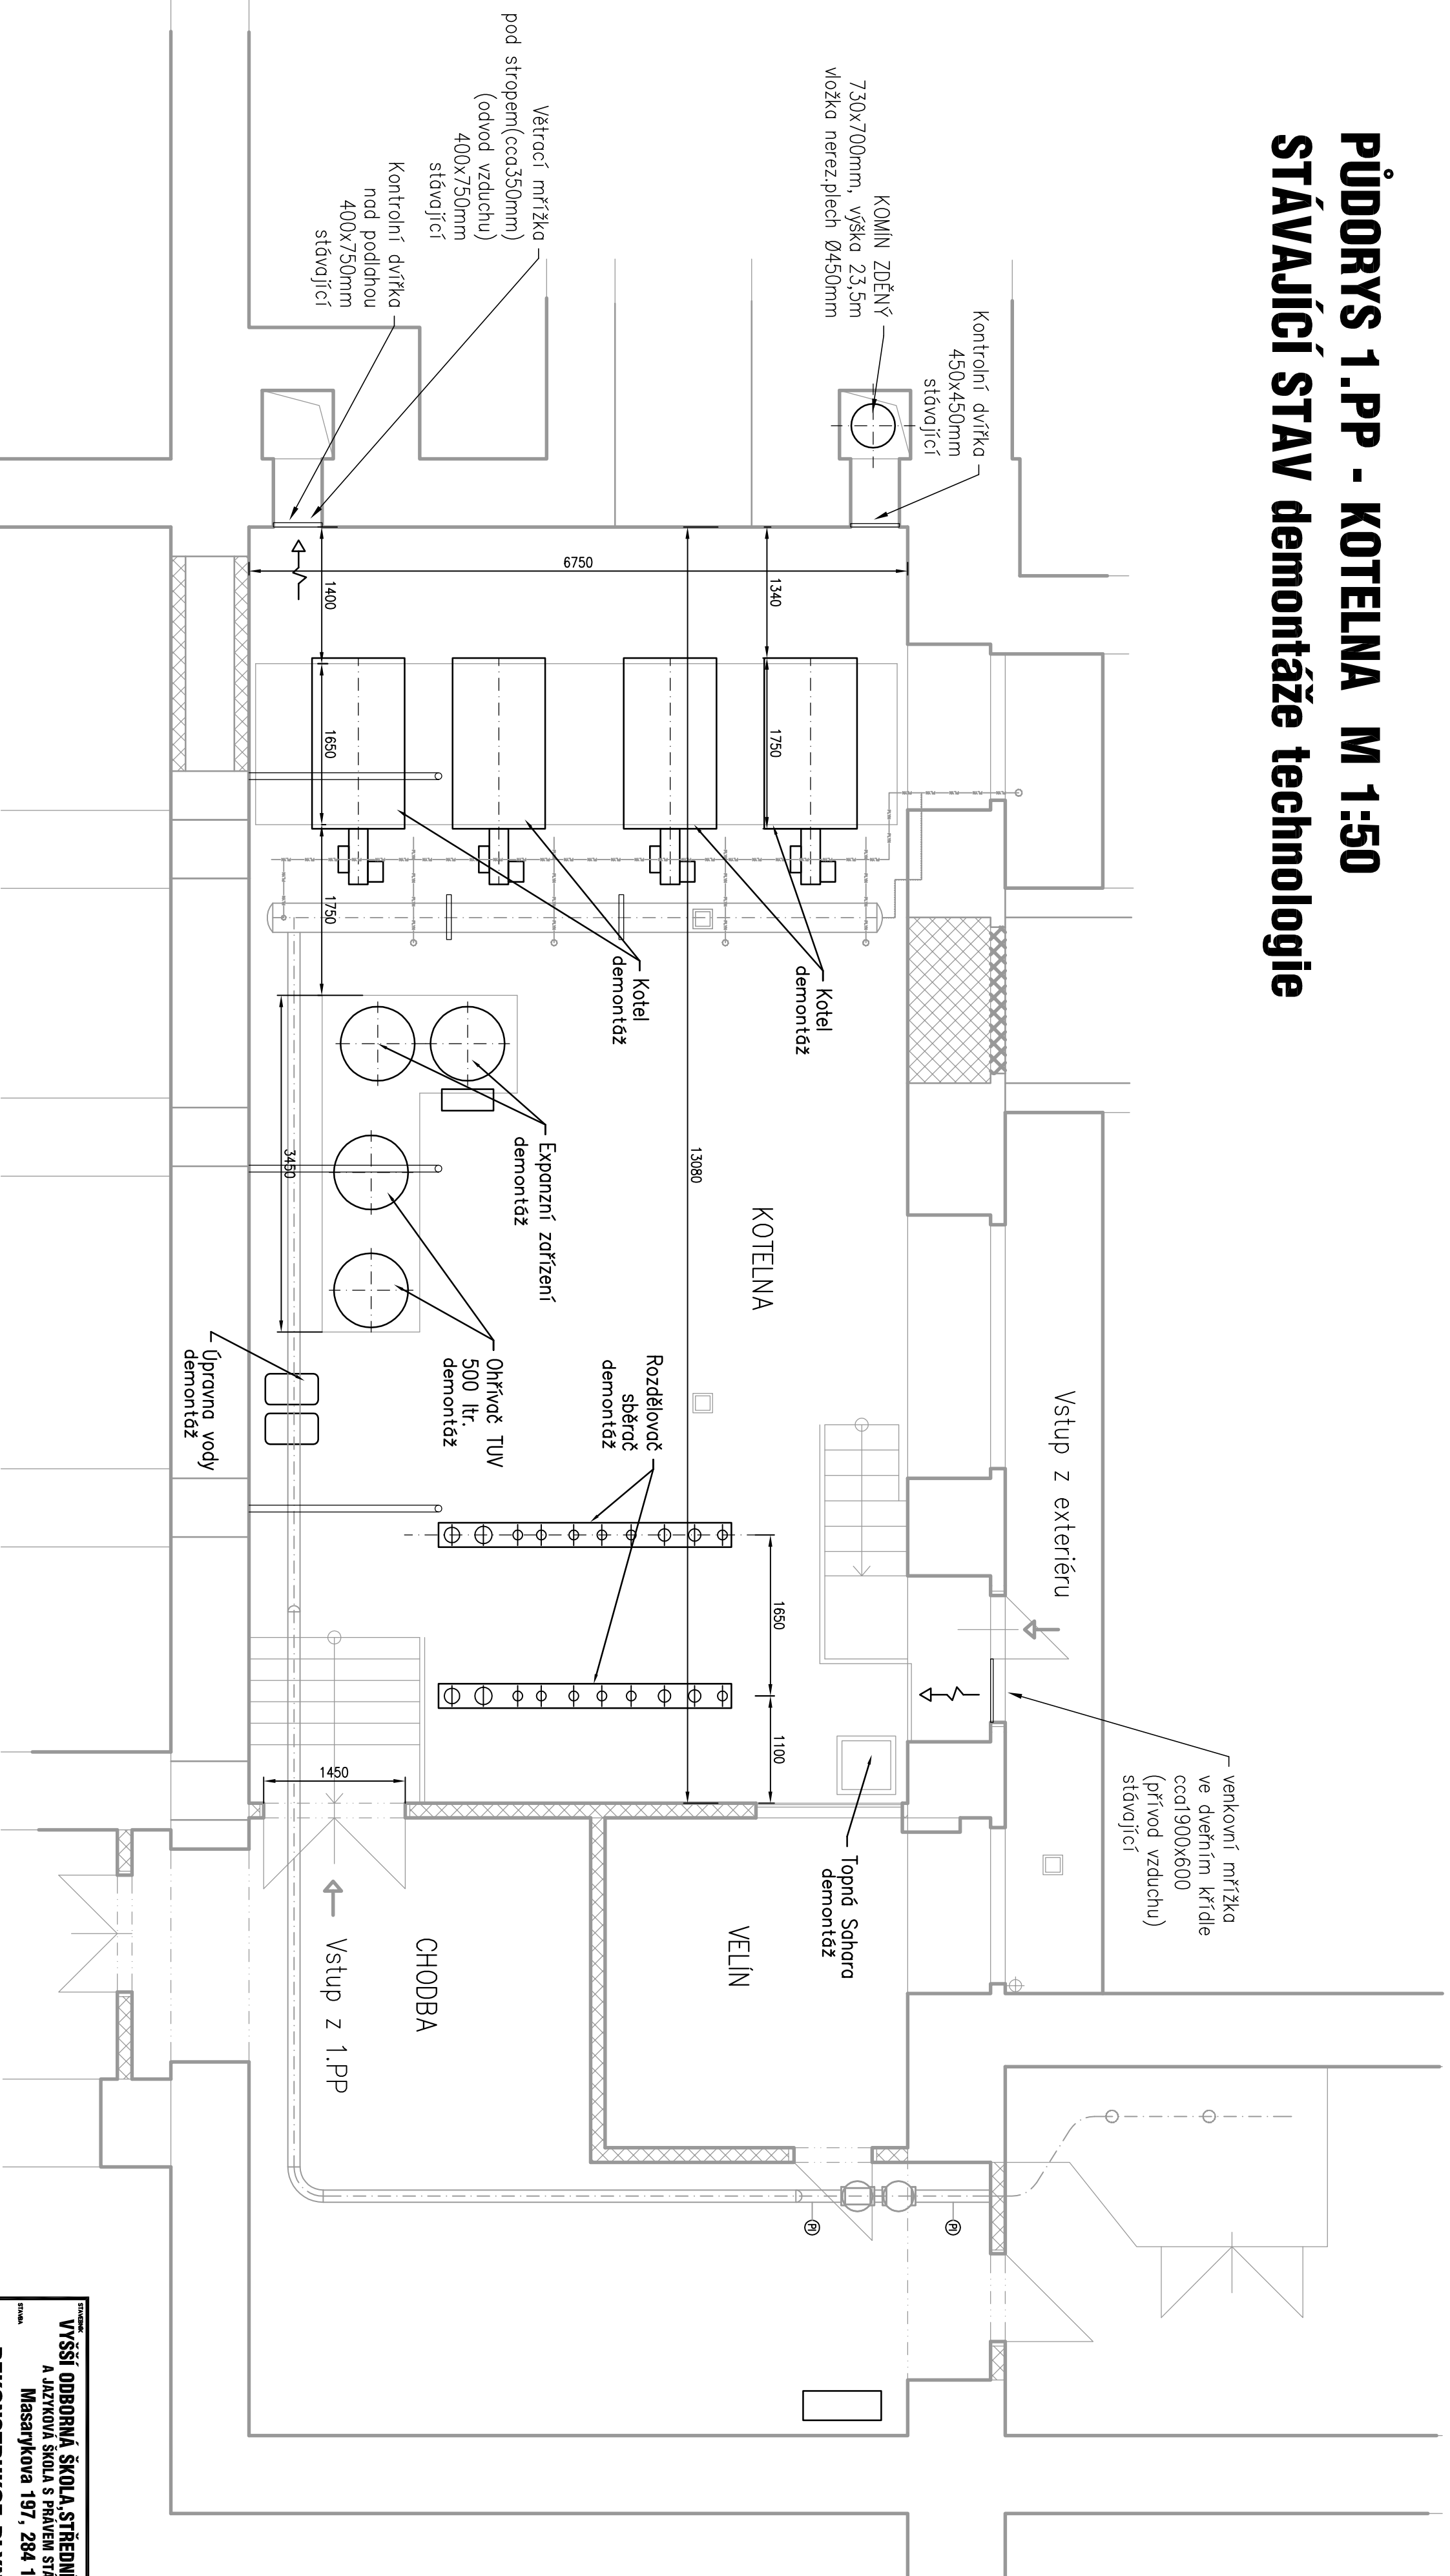 PŮDORYS 1.PP - KOTELNA M 1:50
STÁVAJÍCÍ STAV demontáže technologie
KOMÍN ZDĚNÝ
730x700mm, výška 23,5m
vložka nerez.plech Ø450mm
Kontrolní dvířka
450x450mm
stávající
Větrací mřížka
pod stropem(cca350mm)
(odvod vzduchu)
400x750mm
stávající
Kontrolní dvířka
nad podlahou
400x750mm
stávající
6750
1340
1400
1750
1650
1750
13080
3450
Kotel
demontáž
Kotel
demontáž
Expanzní zařízení
demontáž
KOTELNA
Ohřívač TUV
500 ltr.
demontáž
Úpravna vody
demontáž
Rozdělovač
sběrač
demontáž
Vstup z exteriéru
1650
1100
1450
venkovní mřížka
ve dveřním křídle
cca1900x600
(přívod vzduchu)
stávající
Topná Sahara
demontáž
VELÍN
CHODBA
Vstup z 1.PP
PI
PI
STAVEBNÍK
VYŠŠÍ ODBORNÁ ŠKOLA,STŘEDNÍ
A JAZYKOVÁ ŠKOLA S PRÁVEM STÁ
Masarykova 197, 284 1
STAVBA